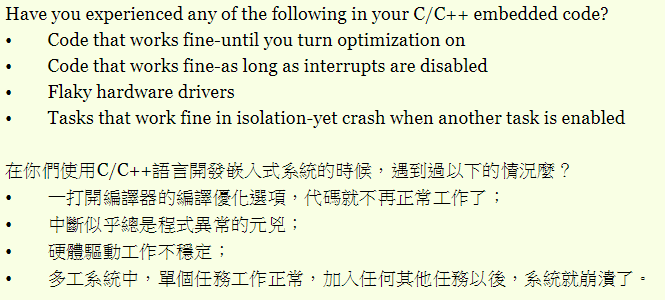 Have you experienced any of the following in your C/C++ embedded code?
• Code that works fine-until you turn optimization on
• Code that works fine-as long as interrupts are disabled
• Flaky hardware drivers
• Tasks that work fine in isolation-yet crash when another task is enabled
在你們使用C/C++語言開發嵌入式系統的時候，遇到過以下的情況麼？
• 一打開編譯器的編譯優化選項，代碼就不再正常工作了；
• 中斷似乎總是程式異常的元兇；
• 硬體驅動工作不穩定；
• 多工系統中，單個任務工作正常，加入任何其他任務以後，系統就崩潰了。